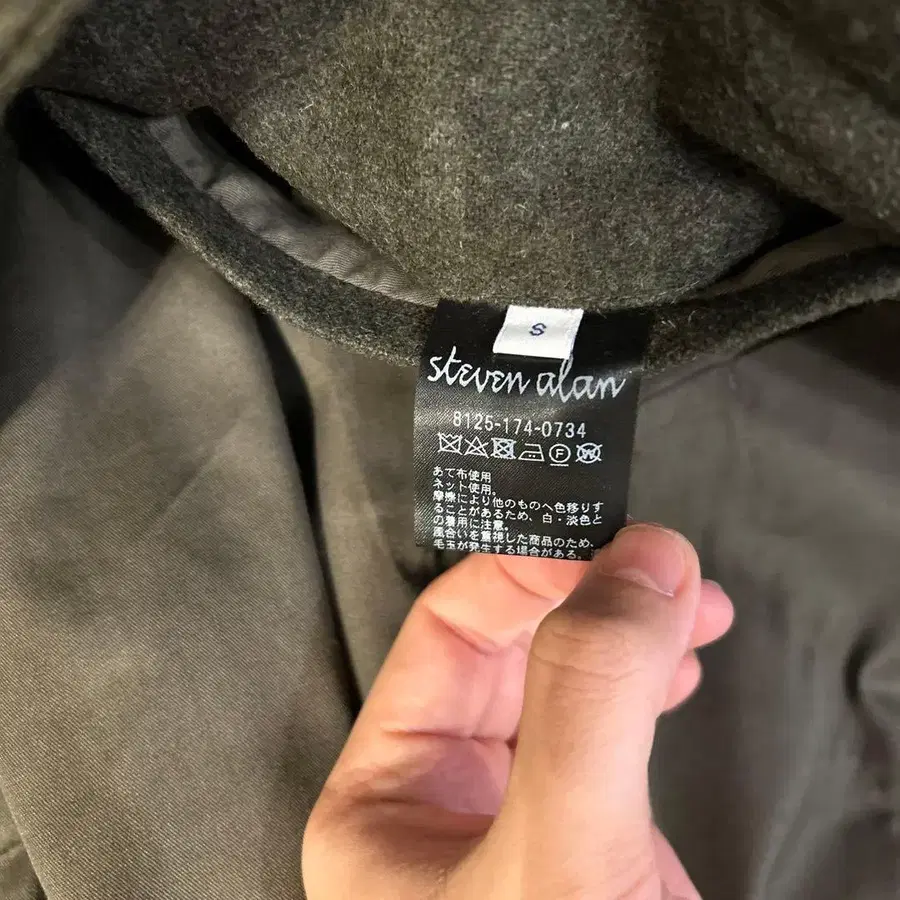 S
steven alan
8125-174-0734
F W
あて布使用
ネット使用。
摩擦により他のものへ色移りす
ることがあるため、白・淡色と
の着用に注意。
風合いを重視した商品のため、
毛玉が発生する場合がある。